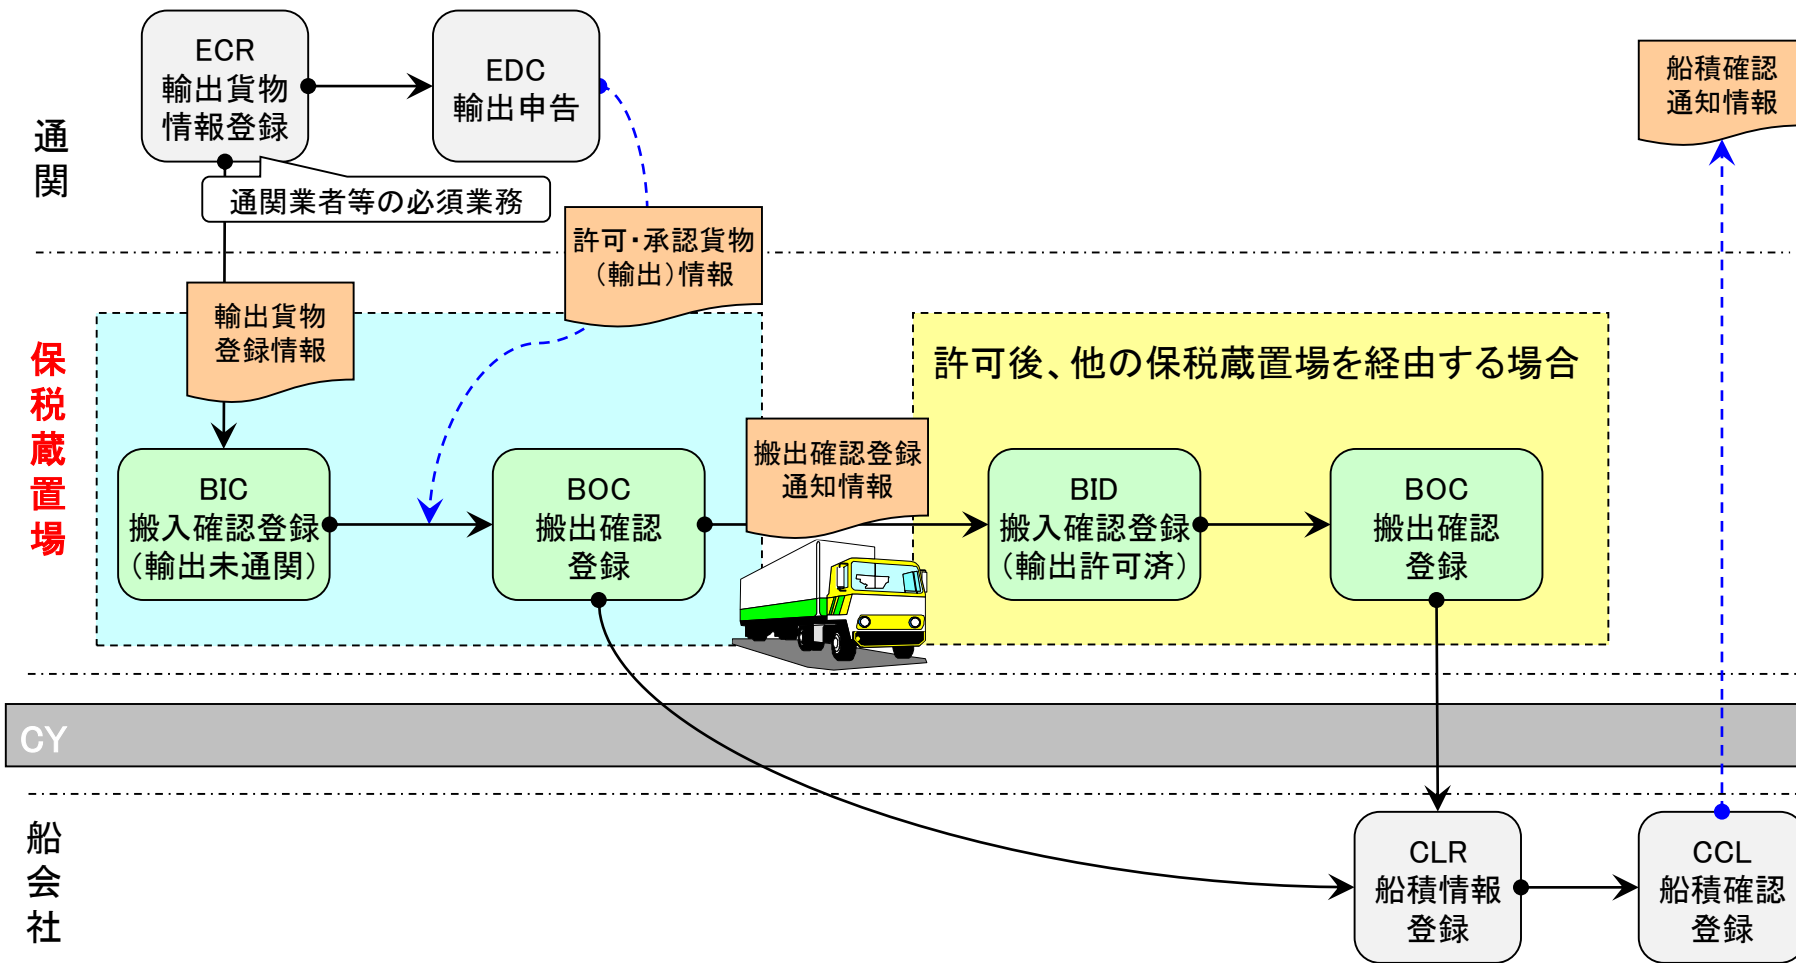 通関
ECR
輸出貨物
情報登録
EDC
輸出申告
通関業者等の必須業務
船積確認
通知情報
許可・承認貨物
（輸出）情報
保税蔵置場
輸出貨物
登録情報
許可後、他の保税蔵置場を経由する場合
搬出確認登録
通知情報
BIC
搬入確認登録
（輸出未通関）
BOC
搬出確認
登録
BID
搬入確認登録
（輸出許可済）
BOC
搬出確認
登録
CY
船会社
CLR
船積情報
登録
CCL
船積確認
登録